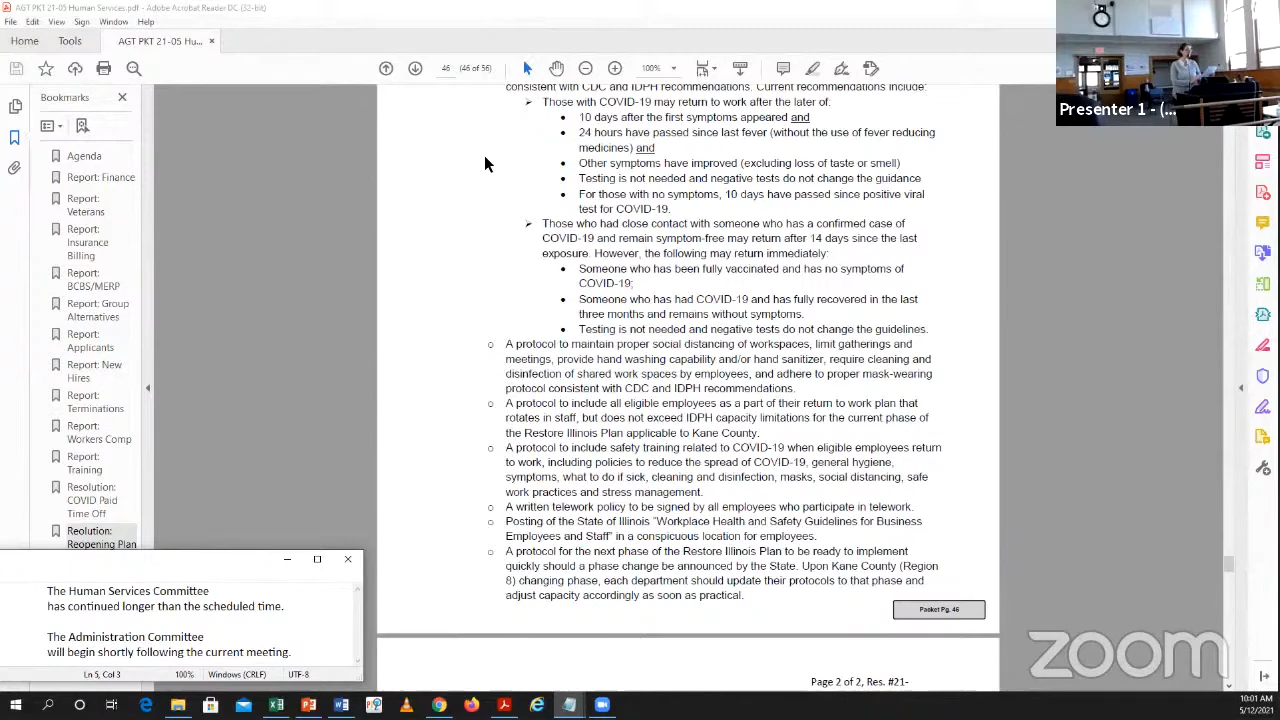 AGT PKT 21-05 Human Services.pdf - Adobe Acrobat Reader DC (32-bit)
File Edit View Sign Window Help
Home Tools AGT PKT 21-05 Hu... ×
46 (46 of 56) 100%
Bookmarks
Agenda
Report: Finance
Report:
Veterans
Report:
Insurance
Billing
Report:
BCBS/MERP
Report: Group
Alternatives
Report:
Applicants
Report: New
Hires
Report:
Terminations
Report:
Workers Comp
Report:
Training
Resolution:
COVID Paid
Time Off
Reolution:
Reopening Plan
consistent with CDC and IDPH recommendations. Current recommendations include:
➢ Those with COVID-19 may return to work after the later of:
• 10 days after the first symptoms appeared and
• 24 hours have passed since last fever (without the use of fever reducing
medicines) and
• Other symptoms have improved (excluding loss of taste or smell)
• Testing is not needed and negative tests do not change the guidance
• For those with no symptoms, 10 days have passed since positive viral
test for COVID-19.
➢ Those who had close contact with someone who has a confirmed case of
COVID-19 and remain symptom-free may return after 14 days since the last
exposure. However, the following may return immediately:
• Someone who has been fully vaccinated and has no symptoms of
COVID-19;
• Someone who has had COVID-19 and has fully recovered in the last
three months and remains without symptoms.
• Testing is not needed and negative tests do not change the guidelines.
o A protocol to maintain proper social distancing of workspaces, limit gatherings and
meetings, provide hand washing capability and/or hand sanitizer, require cleaning and
disinfection of shared work spaces by employees, and adhere to proper mask-wearing
protocol consistent with CDC and IDPH recommendations.
o A protocol to include all eligible employees as a part of their return to work plan that
rotates in staff, but does not exceed IDPH capacity limitations for the current phase of
the Restore Illinois Plan applicable to Kane County.
o A protocol to include safety training related to COVID-19 when eligible employees return
to work, including policies to reduce the spread of COVID-19, general hygiene,
symptoms, what to do if sick, cleaning and disinfection, masks, social distancing, safe
work practices and stress management.
o A written telework policy to be signed by all employees who participate in telework.
o Posting of the State of Illinois "Workplace Health and Safety Guidelines for Business
Employees and Staff" in a conspicuous location for employees.
o A protocol for the next phase of the Restore Illinois Plan to be ready to implement
quickly should a phase change be announced by the State. Upon Kane County (Region
8) changing phase, each department should update their protocols to that phase and
adjust capacity accordingly as soon as practical.
Packet Pg. 46
Page 2 of 2, Res. #21-
The Human Services Committee
has continued longer than the scheduled time.
The Administration Committee
will begin shortly following the current meeting.
Ln 5, Col 3 100% Windows (CRLF) UTF-8
Presenter 1 - (...
zoom
10:01 AM
5/12/2021